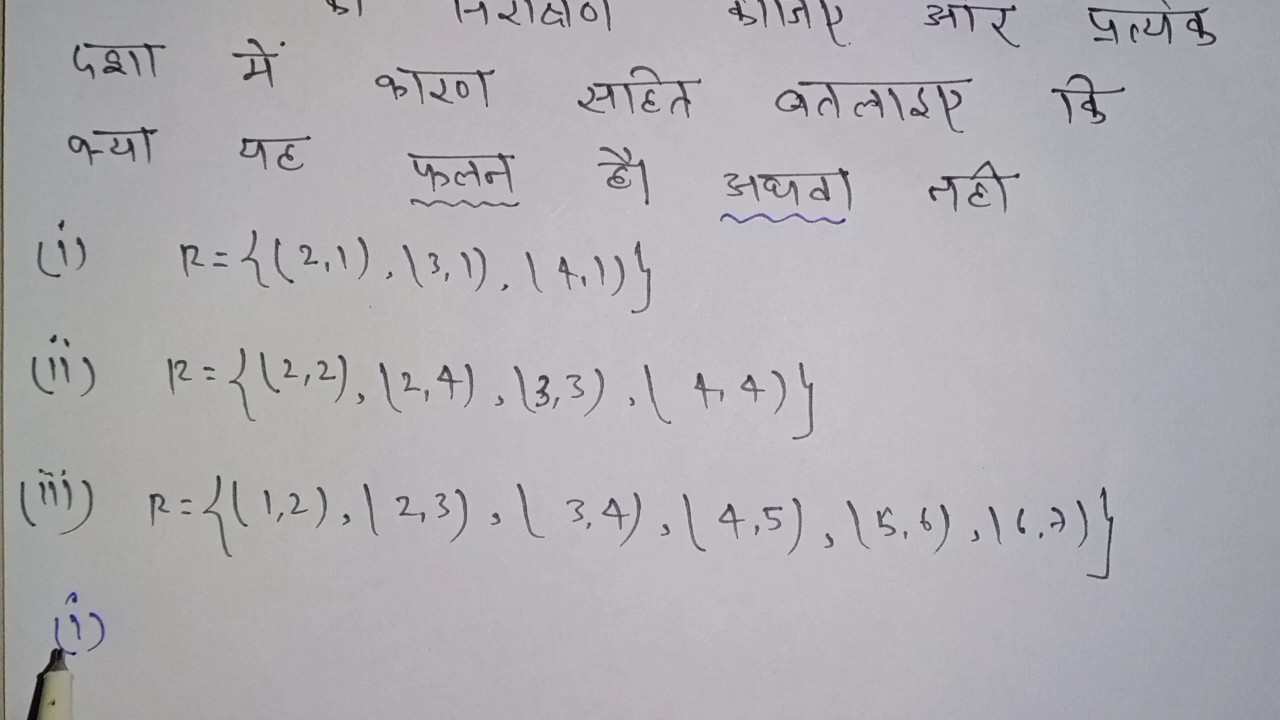 का निरीक्षण कीजिए और प्रत्येक
दशा में कारण सहित बतलाइए कि
क्या यह फलन है। अथवा नही
(i) R={(2,1), (3,1), (4,1)}
(ii) R={(2,2), (2,4), (3,3), (4,4)}
(iii) R={(1,2), (2,3), (3,4), (4,5), (5,6), (6,7)}
(i)